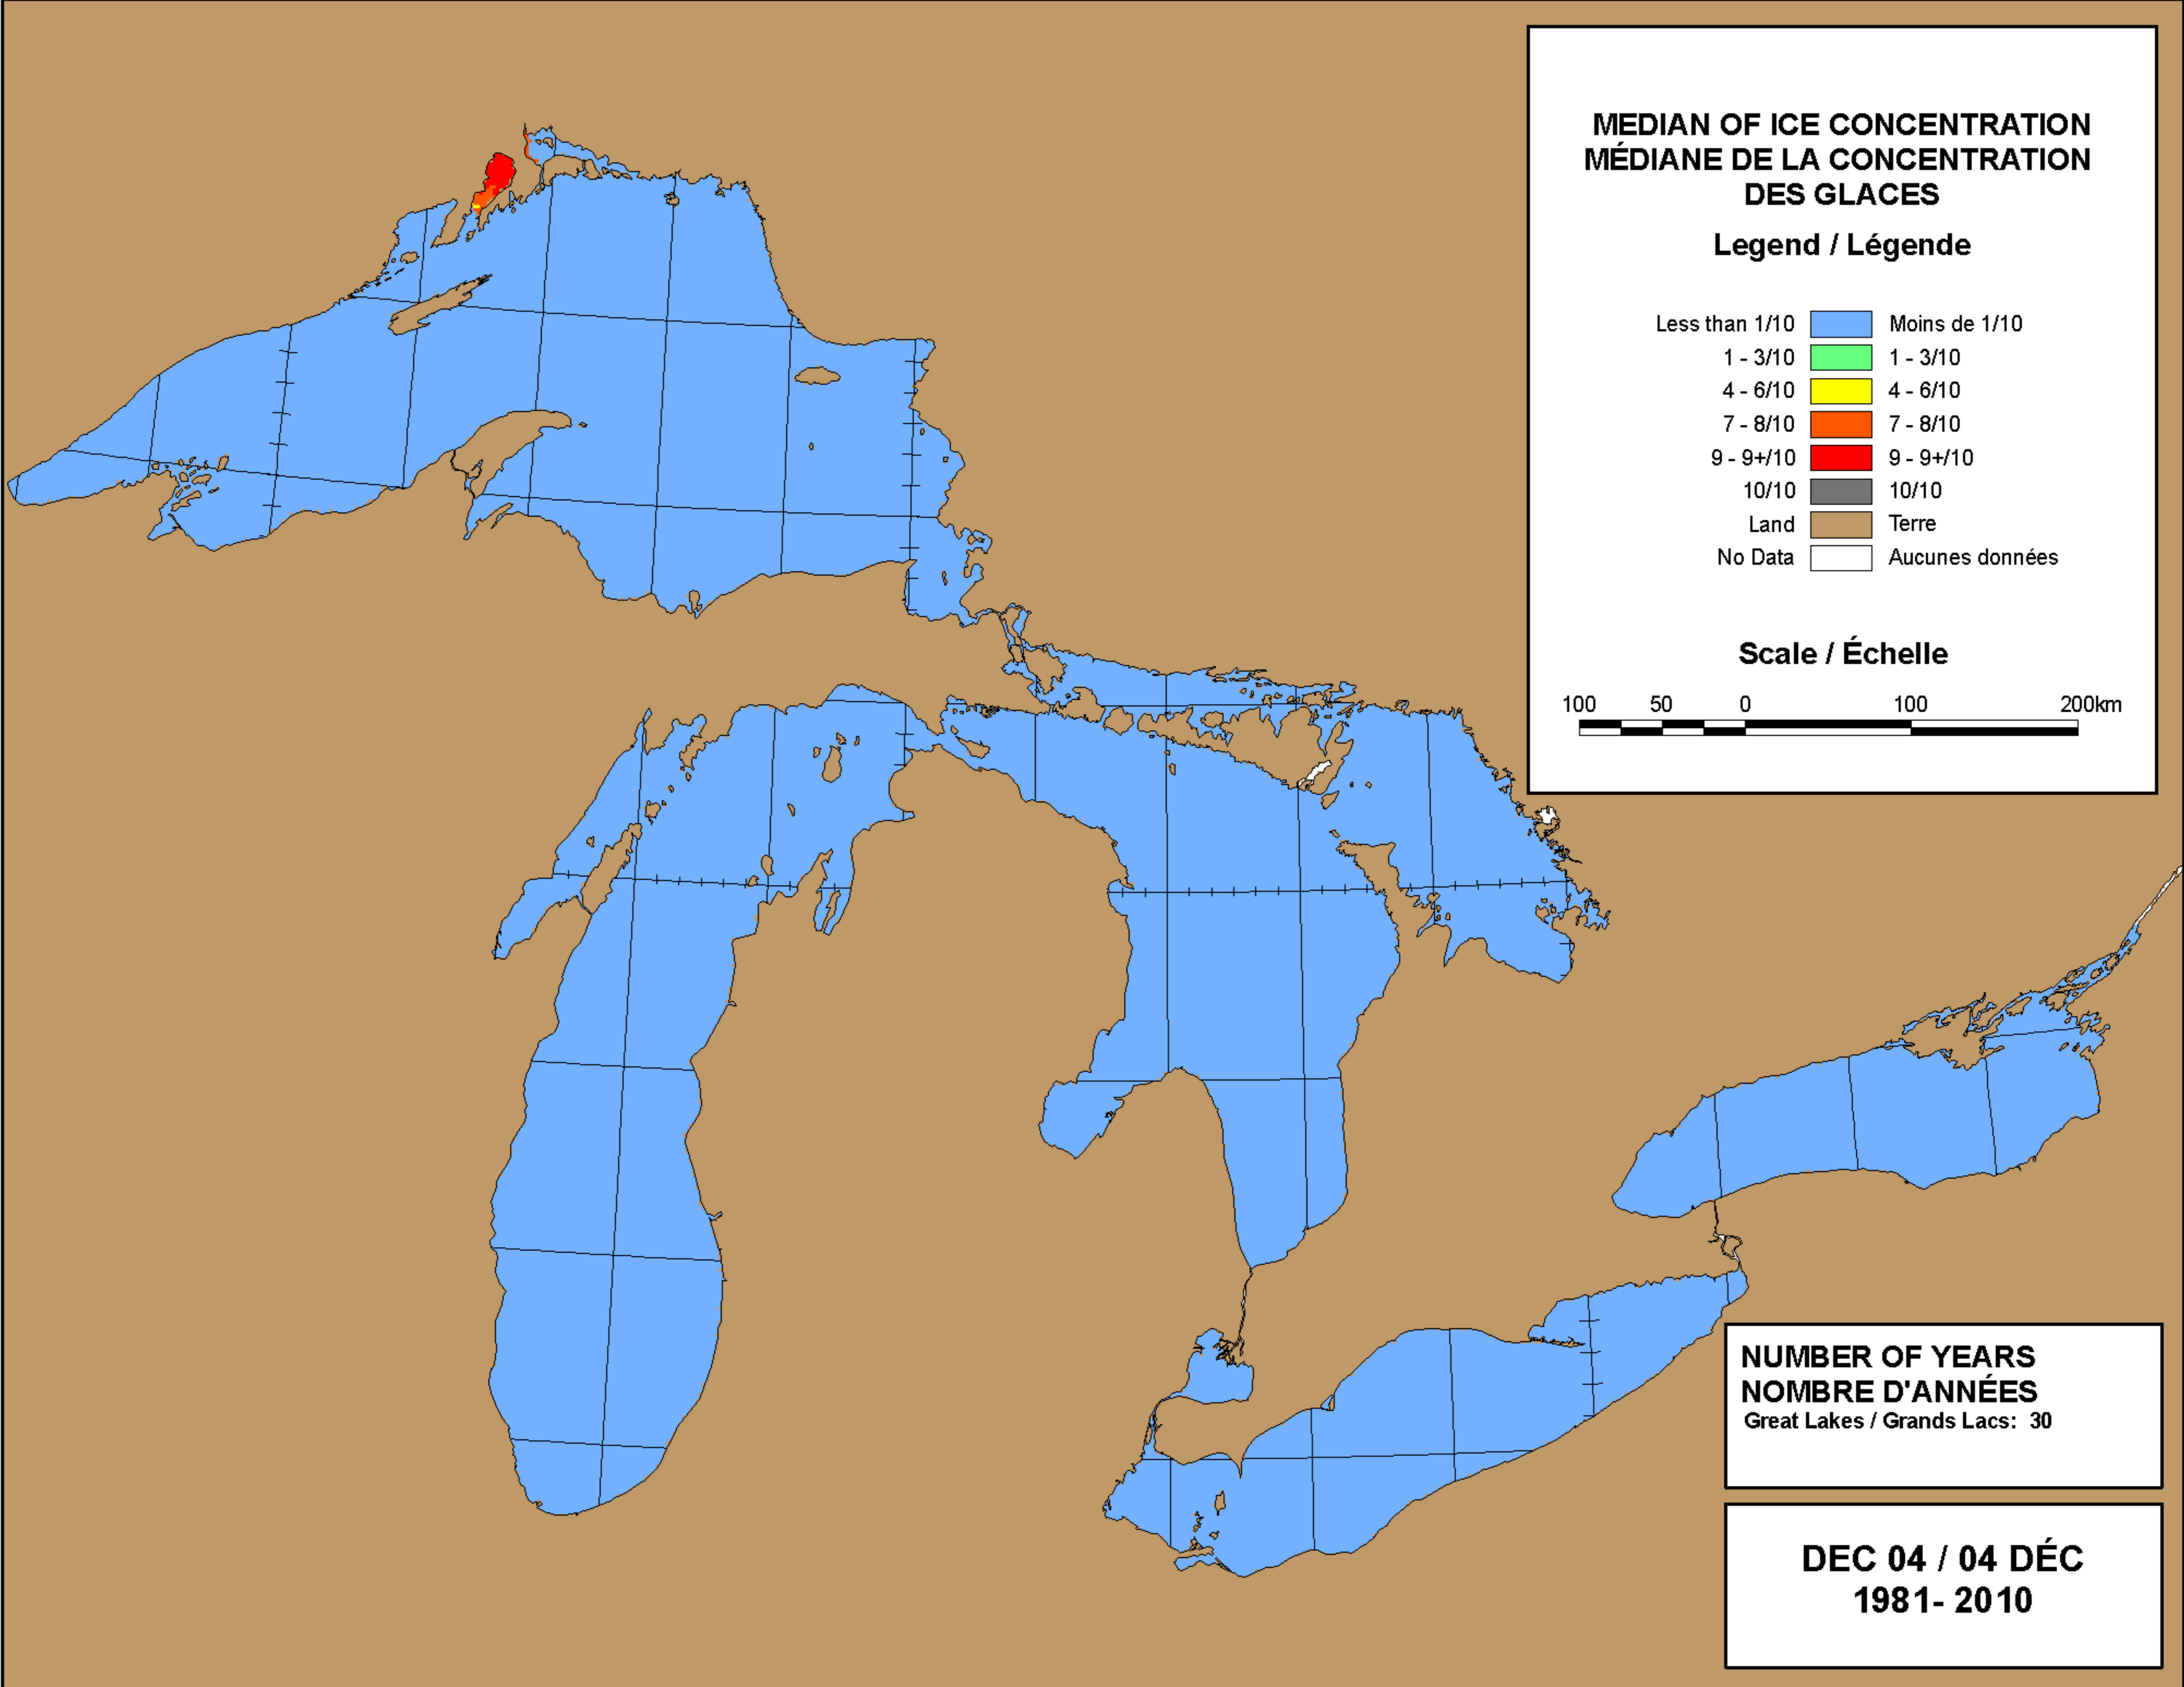 MEDIAN OF ICE CONCENTRATION
MÉDIANE DE LA CONCENTRATION
DES GLACES
Legend / Légende
Less than 1/10 Moins de 1/10
1 - 3/10 1 - 3/10
4 - 6/10 4 - 6/10
7 - 8/10 7 - 8/10
9 - 9+/10 9 - 9+/10
10/10 10/10
Land Terre
No Data Aucunes données
Scale / Échelle
100 50 0 100 200km
NUMBER OF YEARS
NOMBRE D'ANNÉES
Great Lakes / Grands Lacs: 30
DEC 04 / 04 DÉC
1981- 2010